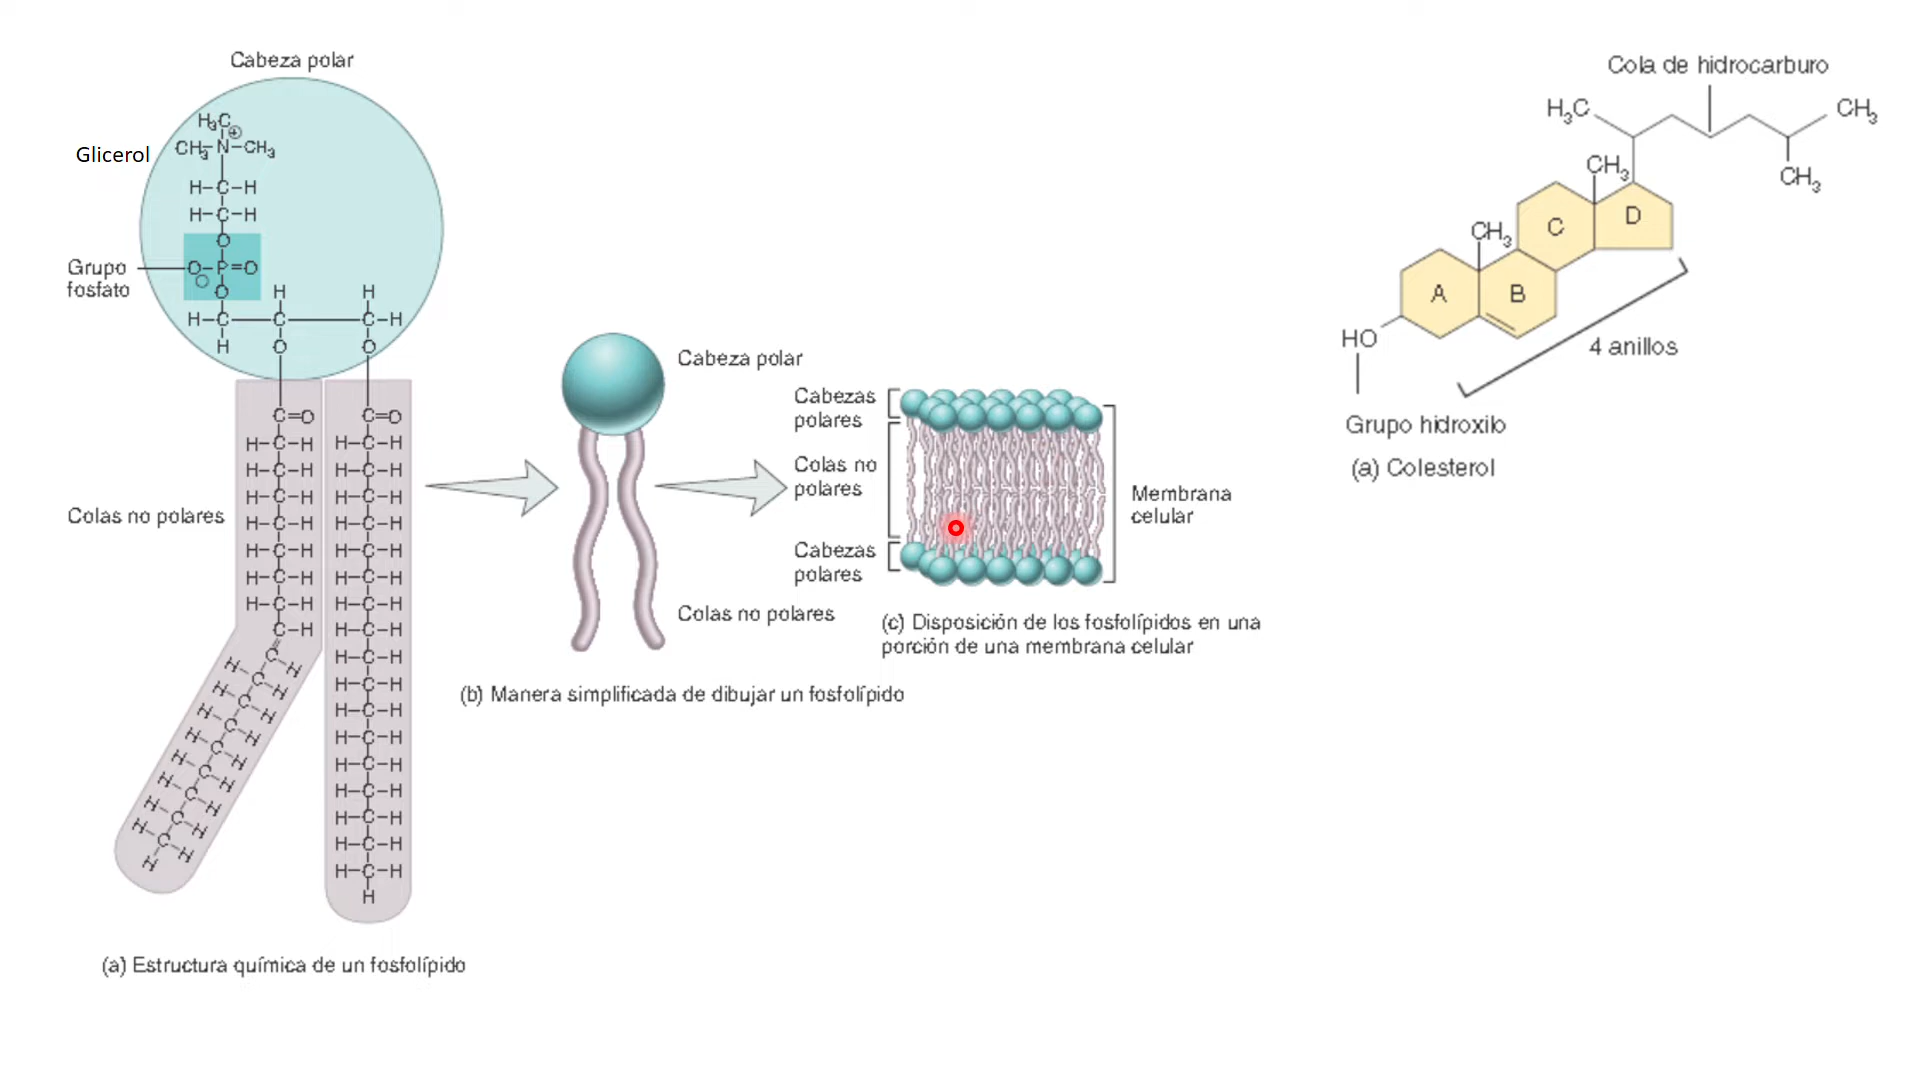 Cabeza polar
Glicerol
H₃C
⊕
CH₃–N–CH₃
H–C–H
H–C–H
O
Grupo
fosfato
O–P=O
O
H H
H–C C C–H
H O O
C=O C=O
H–C–H H–C–H
H–C–H H–C–H
H–C–H H–C–H
H–C–H H–C–H
H–C–H H–C–H
H–C–H H–C–H
H–C–H H–C–H
C–H H–C–H
H–C–H
H–C–H
H–C–H
H–C–H
H–C–H
H–C–H
H–C–H
H–C–H
H–C–H
H
Colas no polares
(a) Estructura química de un fosfolípido
Cabeza polar
Colas no polares
(b) Manera simplificada de dibujar un fosfolípido
Cabezas
polares
Colas no
polares
Cabezas
polares
Membrana
celular
(c) Disposición de los fosfolípidos en una
porción de una membrana celular
Cola de hidrocarburo
H₃C
CH₃
CH₃
CH₃
CH₃
A
B
C
D
HO
4 anillos
Grupo hidroxilo
(a) Colesterol